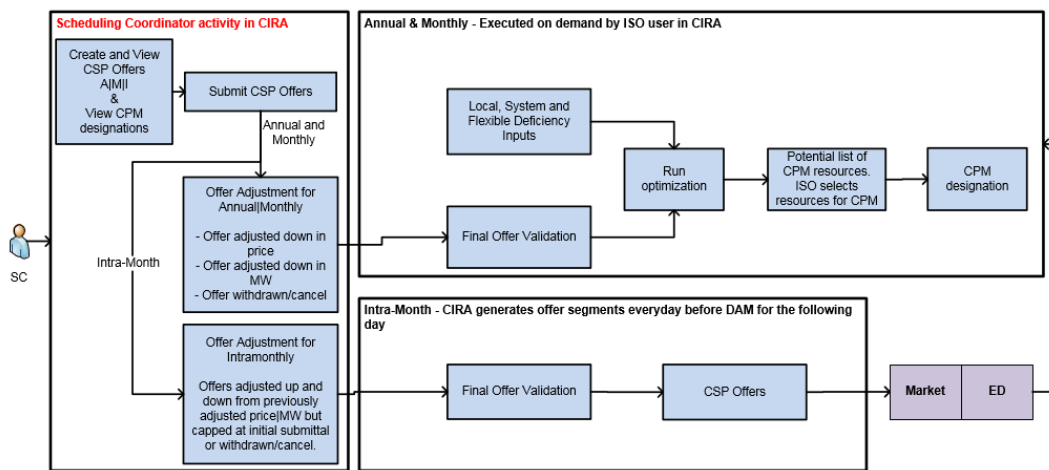 Scheduling Coordinator activity in CIRA
Create and View
CSP Offers
A|M|I
&
View CPM
designations
Submit CSP Offers
Annual and
Monthly
Offer Adjustment for
Annual|Monthly
- Offer adjusted down in
price
- Offer adjusted down in
MW
- Offer withdrawn/cancel
Intra-Month
SC
Offer Adjustment for
Intramonthly
Offers adjusted up and
down from previously
adjusted price|MW but
capped at initial submittal
or withdrawn/cancel.
Annual & Monthly - Executed on demand by ISO user in CIRA
Local, System and
Flexible Deficiency
Inputs
Run
optimization
Potential list of
CPM resources.
ISO selects
resources for CPM
CPM
designation
Final Offer Validation
Intra-Month - CIRA generates offer segments everyday before DAM for the following
day
Final Offer Validation
CSP Offers
Market
ED